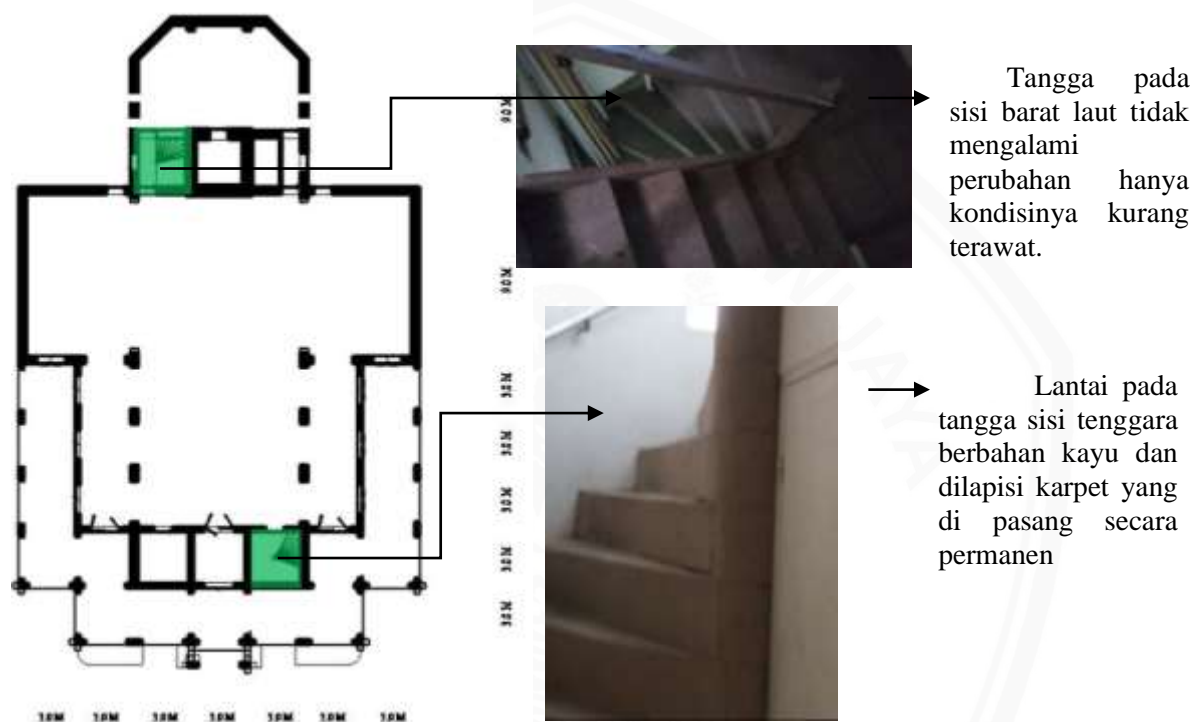 Tangga pada
sisi barat laut tidak
mengalami
perubahan hanya
kondisinya kurang
terawat.
Lantai pada
tangga sisi tenggara
berbahan kayu dan
dilapisi karpet yang
di pasang secara
permanen